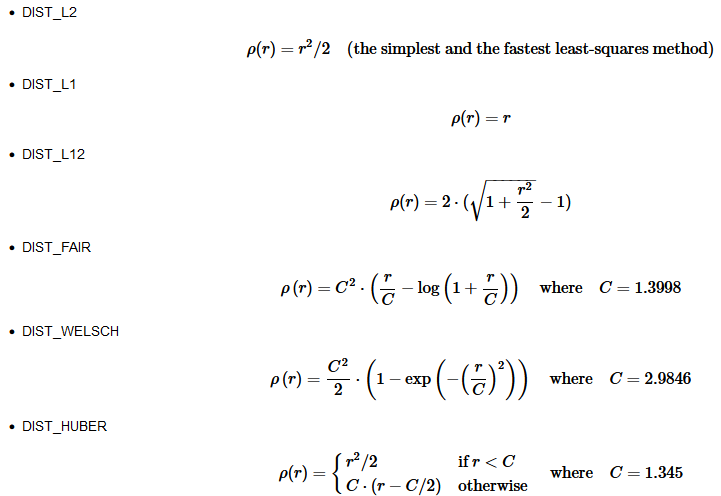 • DIST_L2
ρ(r) = r²/2 (the simplest and the fastest least-squares method)
• DIST_L1
ρ(r) = r
• DIST_L12
ρ(r) = 2 · (√(1 + r²/2) − 1)
• DIST_FAIR
ρ (r) = C² · (r/C − log (1 + r/C)) where C = 1.3998
• DIST_WELSCH
ρ (r) = C²/2 · (1 − exp (−(r/C)²)) where C = 2.9846
• DIST_HUBER
ρ(r) = { r²/2 if r < C
C · (r − C/2) otherwise where C = 1.345